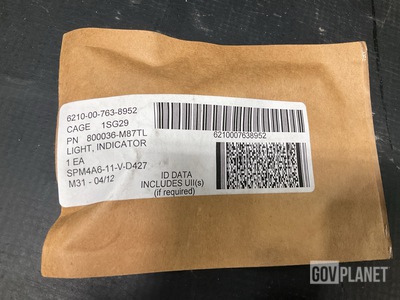 6210-00-763-8952
CAGE 1SG29
PN 800036-M87TL
LIGHT, INDICATOR
1 EA
SPM4A6-11-V-D427
M31 - 04/12
6210007638952
ID DATA
INCLUDES UII(s)
(if required)
GOVPLANET